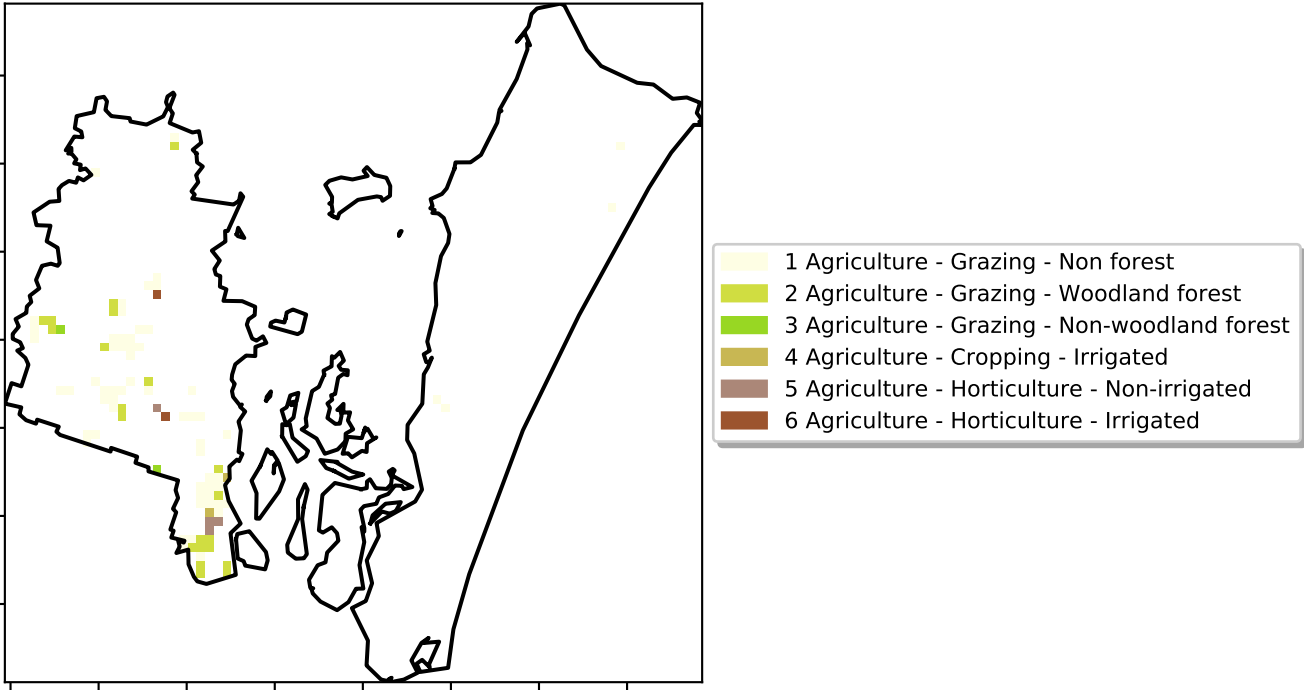 1 Agriculture - Grazing - Non forest
2 Agriculture - Grazing - Woodland forest
3 Agriculture - Grazing - Non-woodland forest
4 Agriculture - Cropping - Irrigated
5 Agriculture - Horticulture - Non-irrigated
6 Agriculture - Horticulture - Irrigated